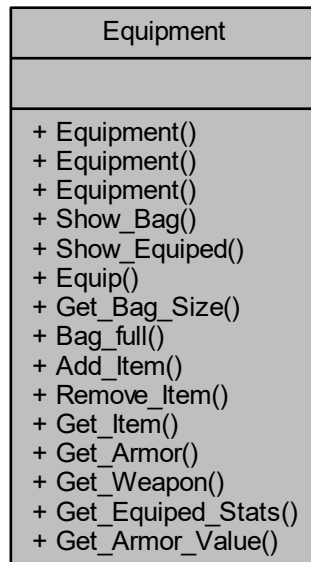 Equipment
+ Equipment()
+ Equipment()
+ Equipment()
+ Show_Bag()
+ Show_Equiped()
+ Equip()
+ Get_Bag_Size()
+ Bag_full()
+ Add_Item()
+ Remove_Item()
+ Get_Item()
+ Get_Armor()
+ Get_Weapon()
+ Get_Equiped_Stats()
+ Get_Armor_Value()